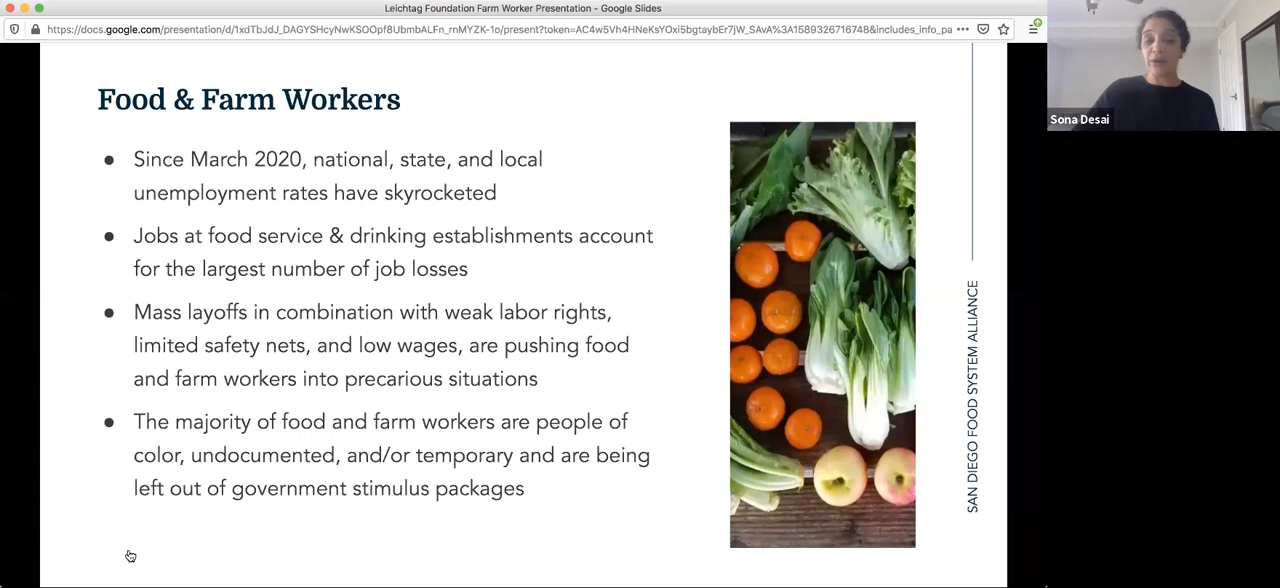 Leichtag Foundation Farm Worker Presentation - Google Slides
https://docs.google.com/presentation/d/1xdTbJdJ_DAGYSHcyNwKSOOpf8UbmbALFn_rnMYZK-1o/present?token=AC4w5Vh4HNeKsYOxi5bgtaybEr7jW_SAvA%3A1589326716748&includes_info_pa
Food & Farm Workers
● Since March 2020, national, state, and local
unemployment rates have skyrocketed
● Jobs at food service & drinking establishments account
for the largest number of job losses
● Mass layoffs in combination with weak labor rights,
limited safety nets, and low wages, are pushing food
and farm workers into precarious situations
● The majority of food and farm workers are people of
color, undocumented, and/or temporary and are being
left out of government stimulus packages
SAN DIEGO FOOD SYSTEM ALLIANCE
Sona Desai